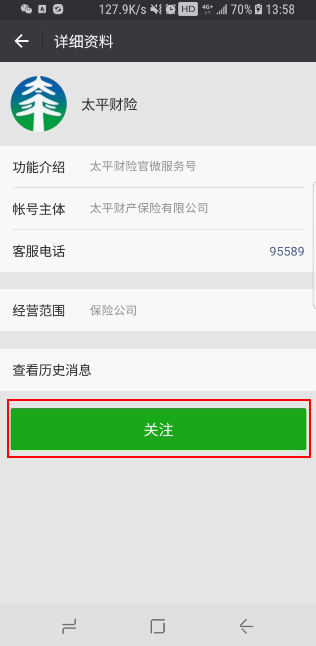 127.9K/s HD 4G+ 70% 13:58
详细资料
太平财险
功能介绍 太平财险官微服务号
帐号主体 太平财产保险有限公司
客服电话 95589
经营范围 保险公司
查看历史消息
关注